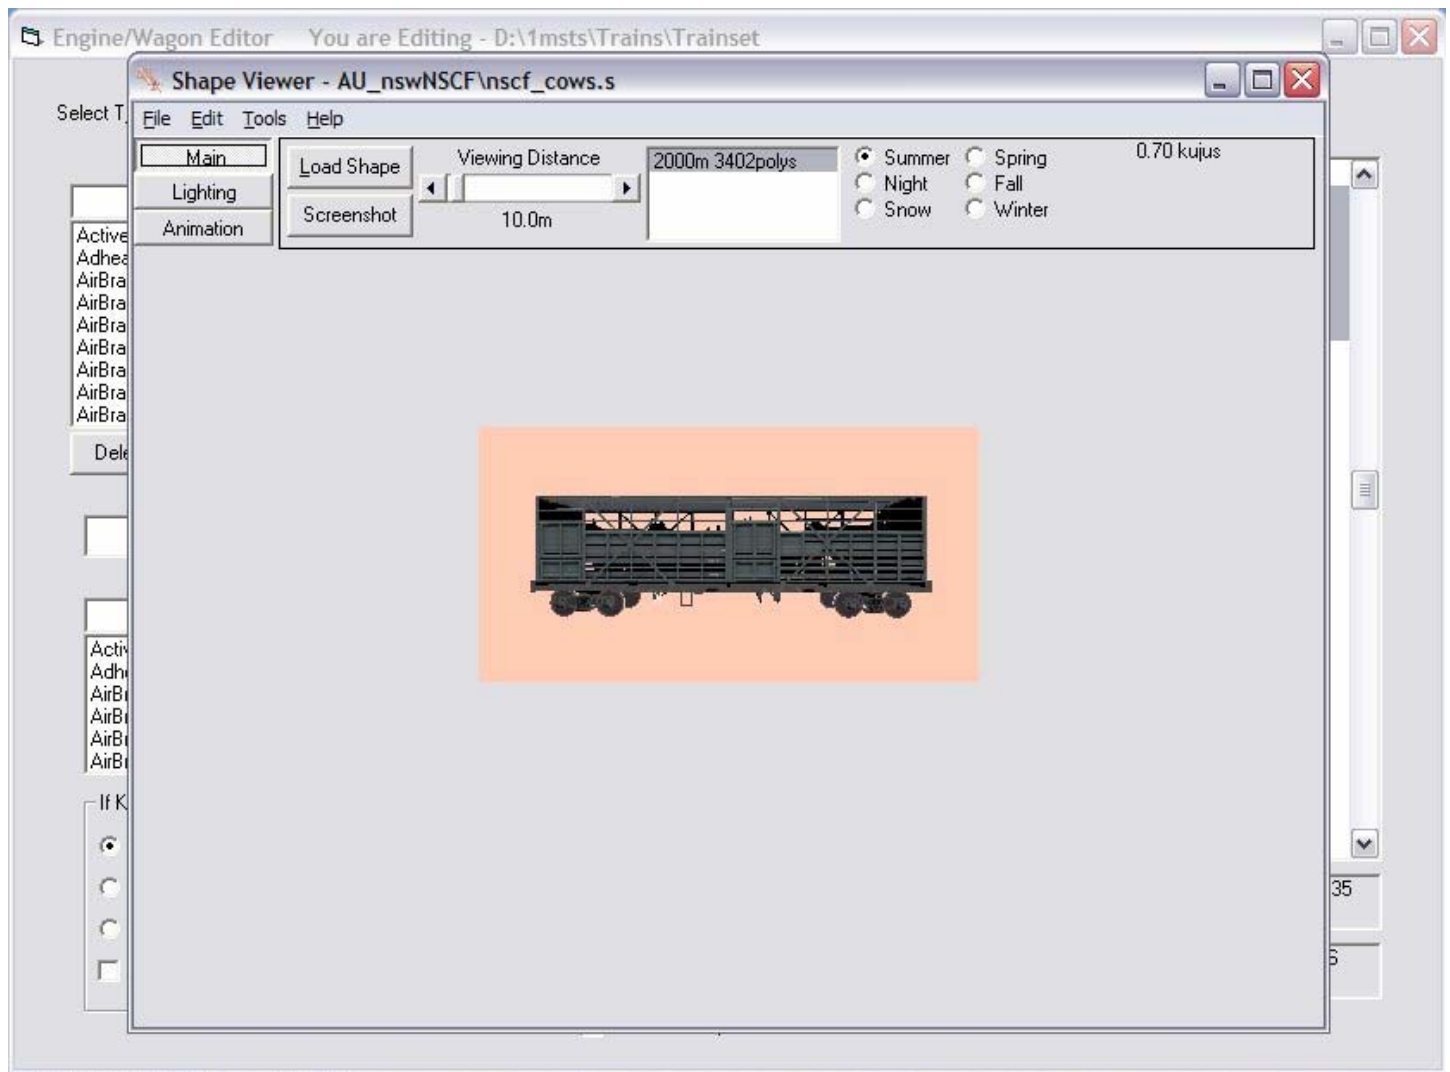 Engine/Wagon Editor You are Editing - D:\1msts\Trains\Trainset
Shape Viewer - AU_nswNSCF\nscf_cows.s
File Edit Tools Help
Main
Lighting
Animation
Load Shape
Screenshot
Viewing Distance
10.0m
2000m 3402polys
Summer Spring
Night Fall
Snow Winter
0.70 kujus
Select T
Active
Adhea
AirBra
AirBra
AirBra
AirBra
AirBra
AirBra
AirBra
Dele
Activ
Adh
AirB
AirB
AirB
AirB
If K
35